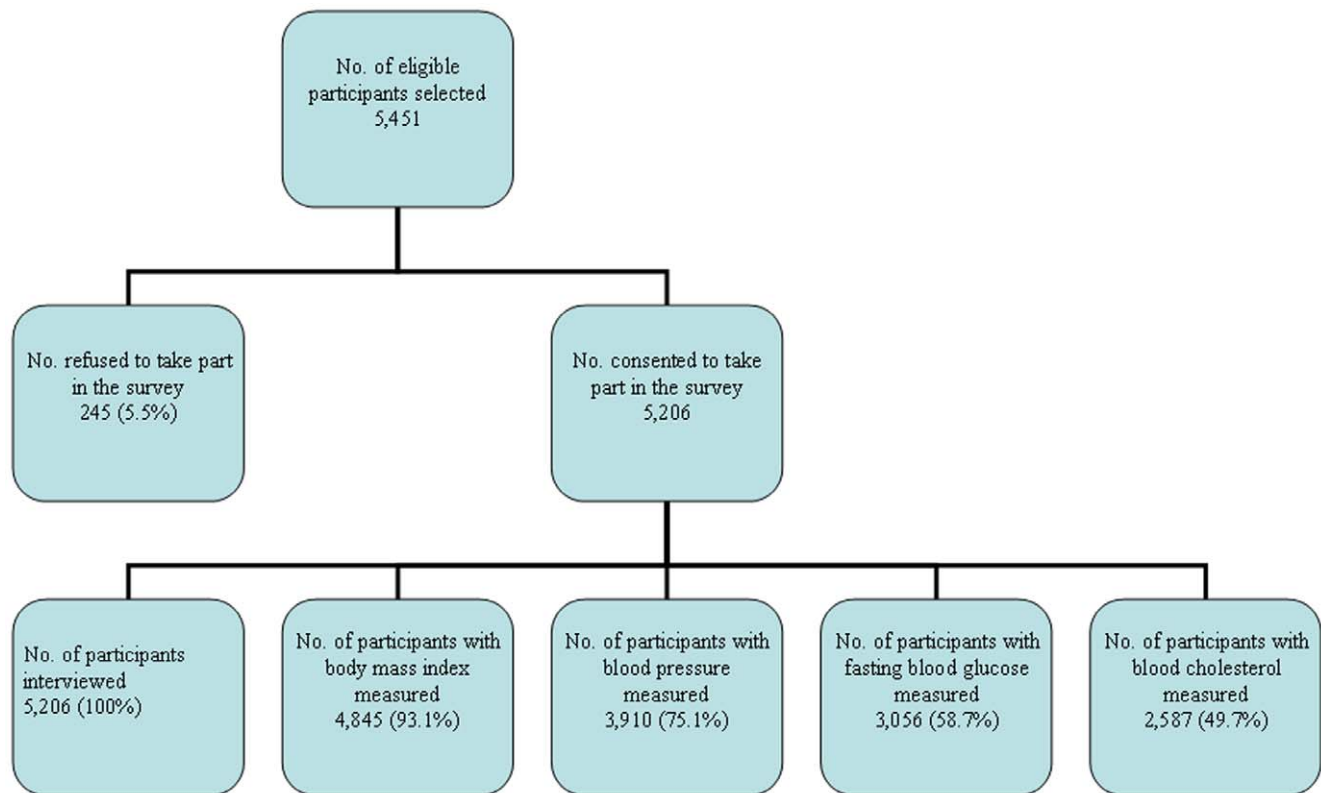 No. of eligible
participants selected
5,451
No. refused to take part
in the survey
245 (5.5%)
No. consented to take
part in the survey
5,206
No. of participants
interviewed
5,206 (100%)
No. of participants with
body mass index
measured
4,845 (93.1%)
No. of participants with
blood pressure
measured
3,910 (75.1%)
No. of participants with
fasting blood glucose
measured
3,056 (58.7%)
No. of participants with
blood cholesterol
measured
2,587 (49.7%)